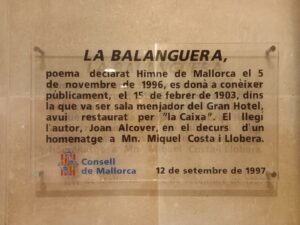 LA BALANGUERA,
poema declarat Himne de Mallorca el 5
de novembre de 1996, es donà a conèixer
públicament, el 15 de febrer de 1903, dins
la que va ser sala menjador del Gran Hotel,
avui restaurat per "la Caixa". El llegí
l'autor, Joan Alcover, en el decurs d'un
homenatge a Mn. Miquel Costa i Llobera.
Consell
de Mallorca
12 de setembre de 1997